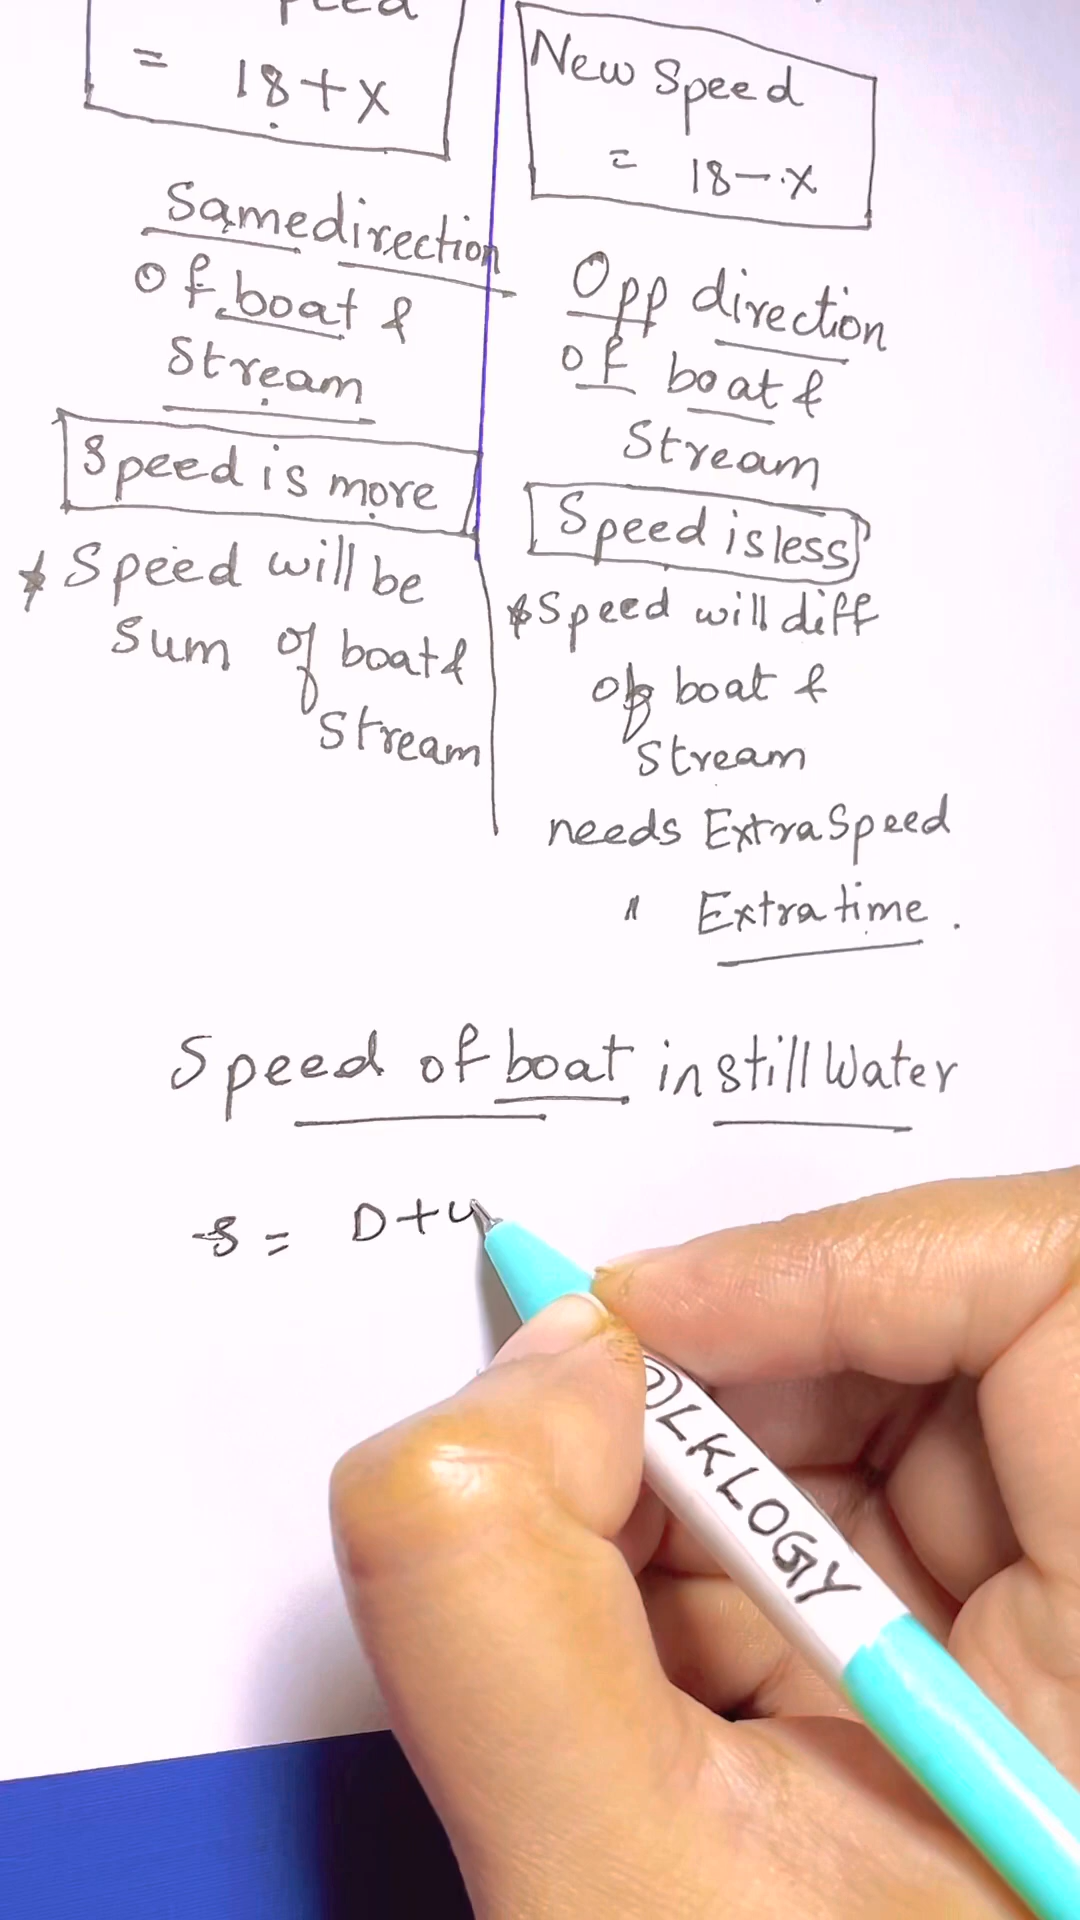 = 18+x
Same direction
of boat &
Stream
Speed is more
* Speed will be
sum of boat &
Stream
New Speed
= 18-x
Opp direction
of boat &
Stream
Speed is less
* Speed will diff
of boat &
Stream
needs Extra Speed
" Extra time.
Speed of boat in still Water
S = D+u
@LKLOGY